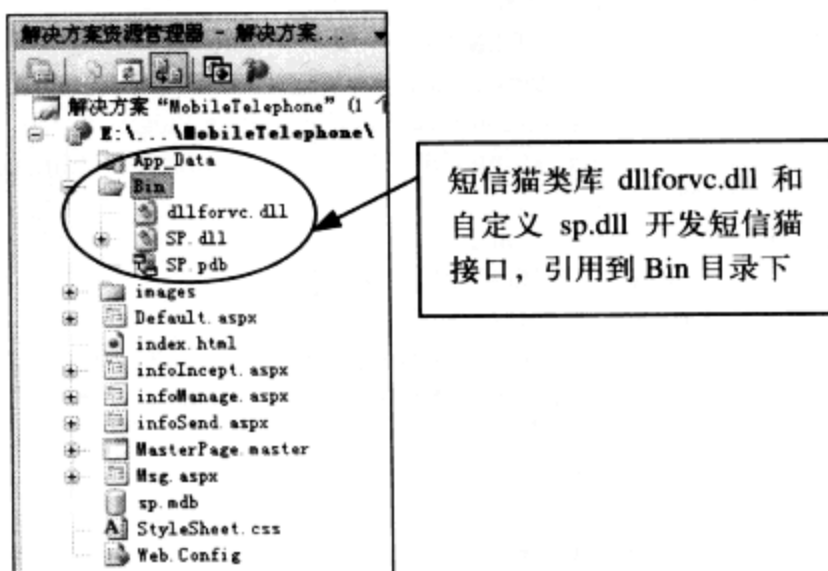 解决方案资源管理器 - 解决方案...
解决方案 “MobileTelephone” (1 个
E:\...\MobileTelephone\
App_Data
Bin
dllforvc.dll
SP.dll
SP.pdb
images
Default.aspx
index.html
infoIncept.aspx
infoManage.aspx
infoSend.aspx
MasterPage.master
Msg.aspx
sp.mdb
StyleSheet.css
Web.Config
短信猫类库 dllforvc.dll 和
自定义 sp.dll 开发短信猫
接口，引用到 Bin 目录下